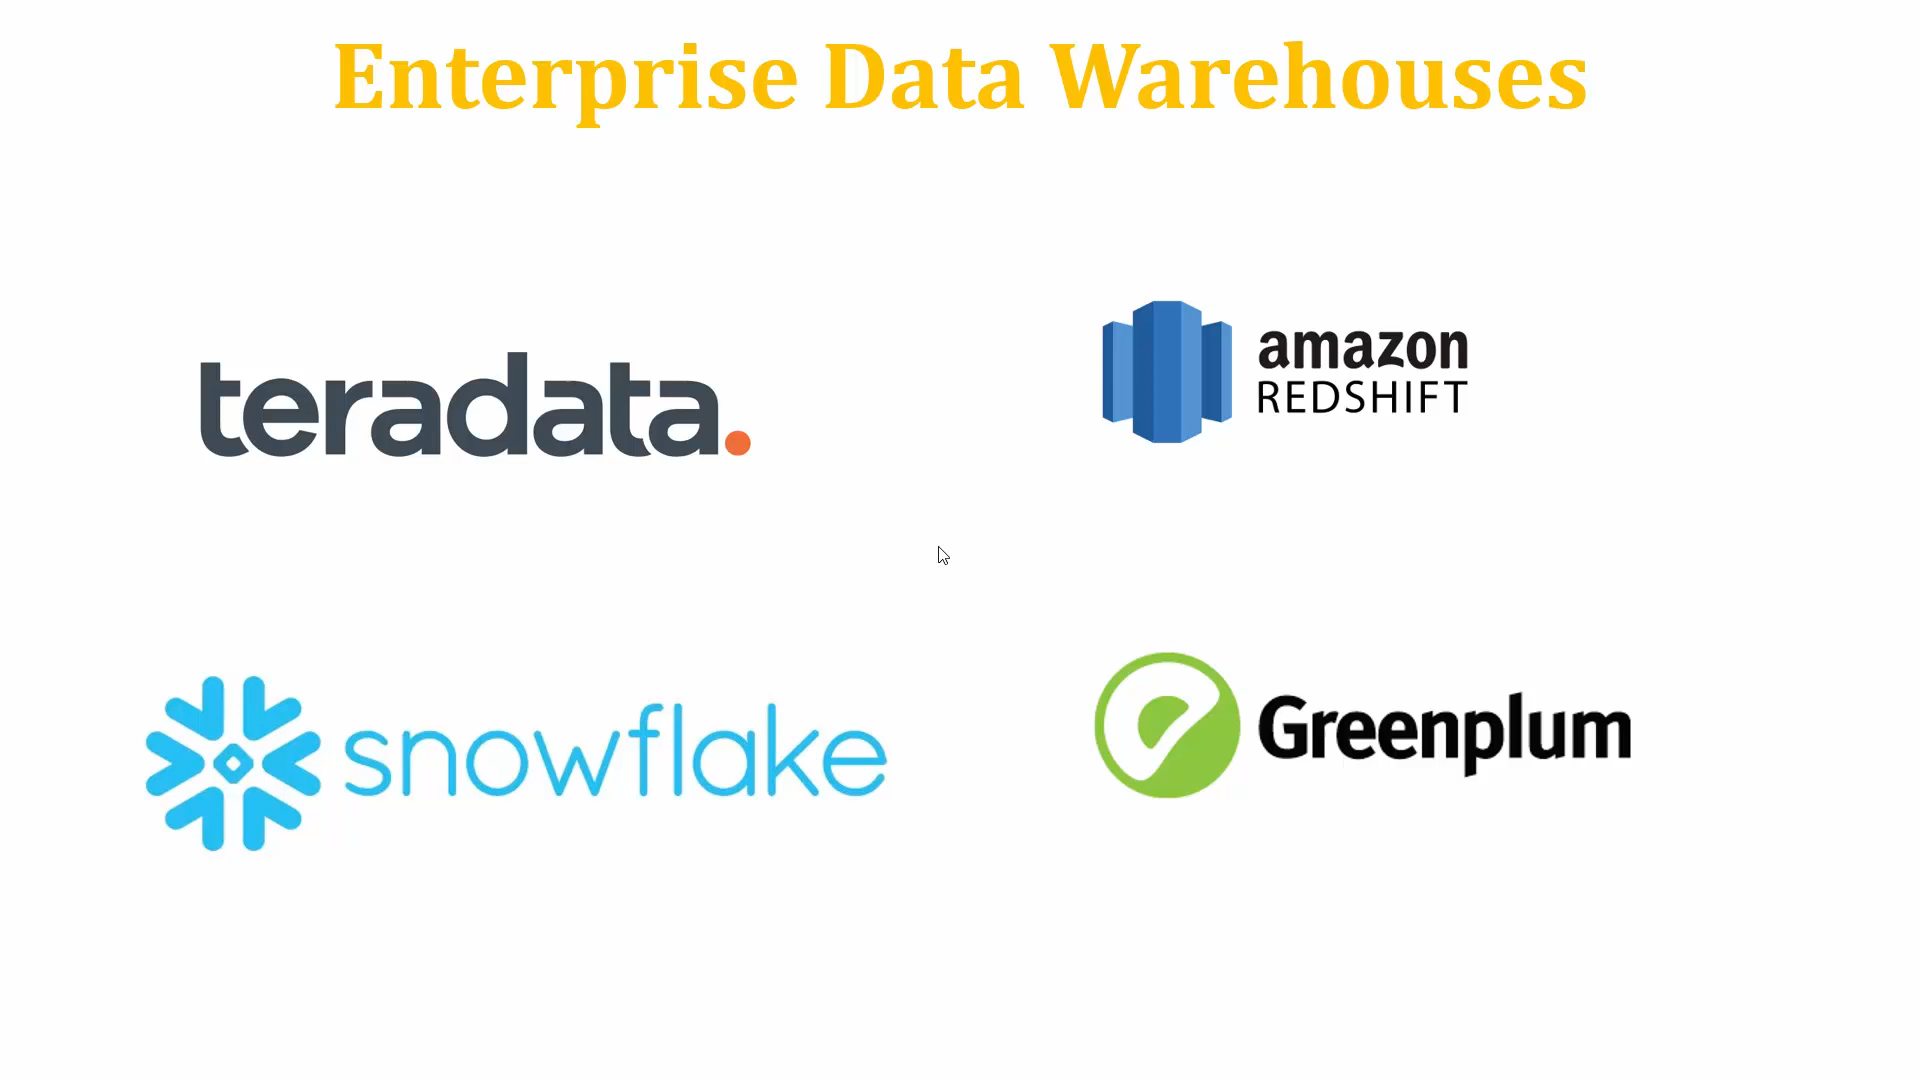 Enterprise Data Warehouses
teradata.
amazon
REDSHIFT
snowflake
Greenplum